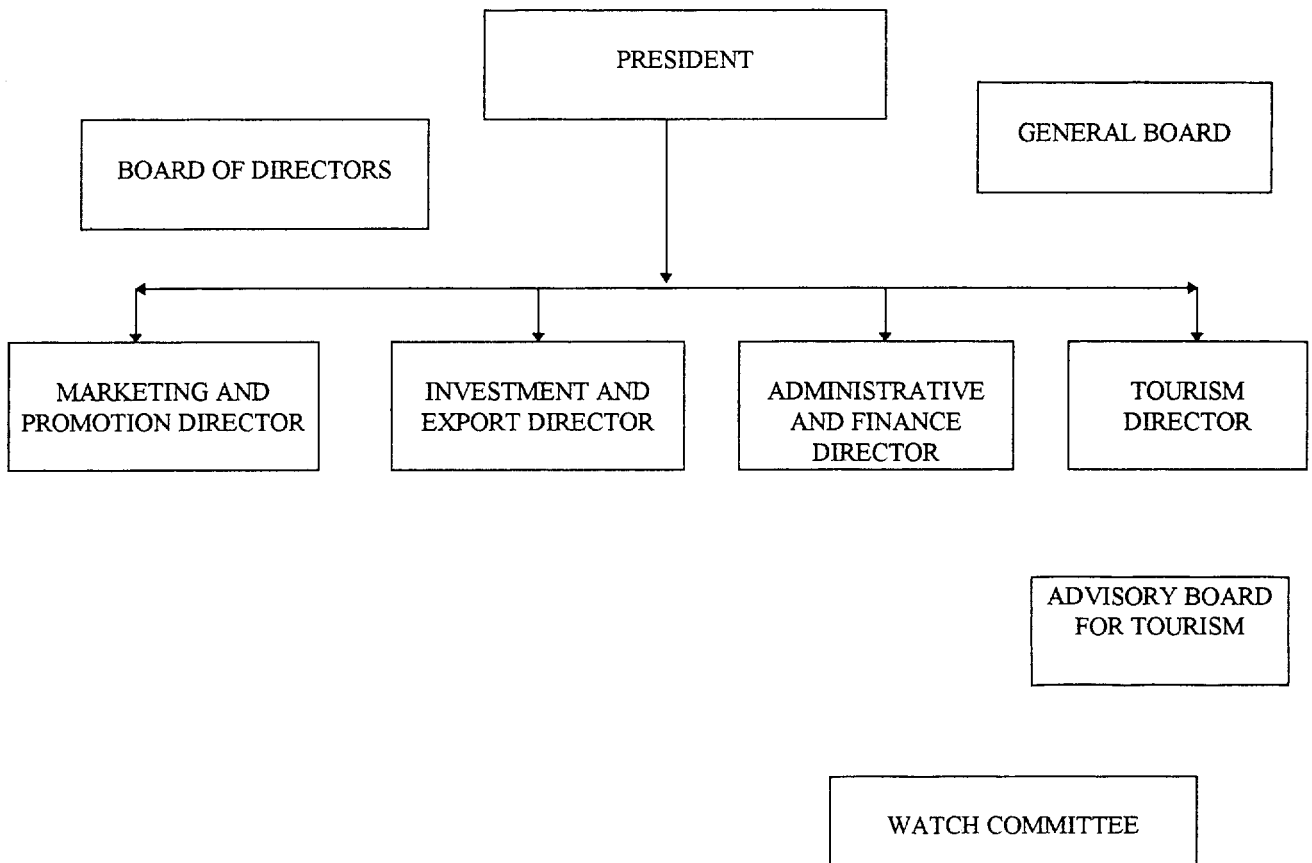 PRESIDENT
GENERAL BOARD
BOARD OF DIRECTORS
MARKETING AND
PROMOTION DIRECTOR
INVESTMENT AND
EXPORT DIRECTOR
ADMINISTRATIVE
AND FINANCE
DIRECTOR
TOURISM
DIRECTOR
ADVISORY BOARD
FOR TOURISM
WATCH COMMITTEE